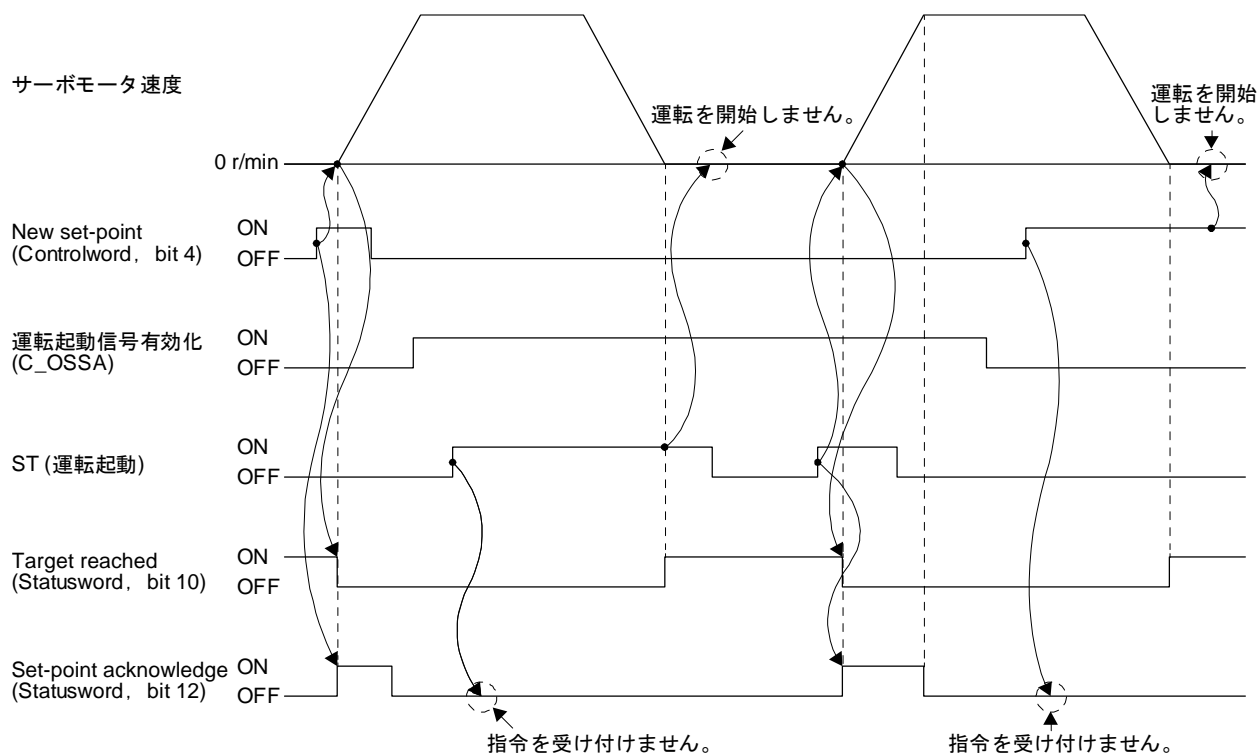 サーボモータ速度
運転を開始しません。
運転を開始
しません。
0 r/min
New set-point
(Controlword, bit 4)
ON
OFF
運転起動信号有効化
(C_OSSA)
ON
OFF
ST (運転起動)
ON
OFF
Target reached
(Statusword, bit 10)
ON
OFF
Set-point acknowledge
(Statusword, bit 12)
ON
OFF
指令を受け付けません。
指令を受け付けません。